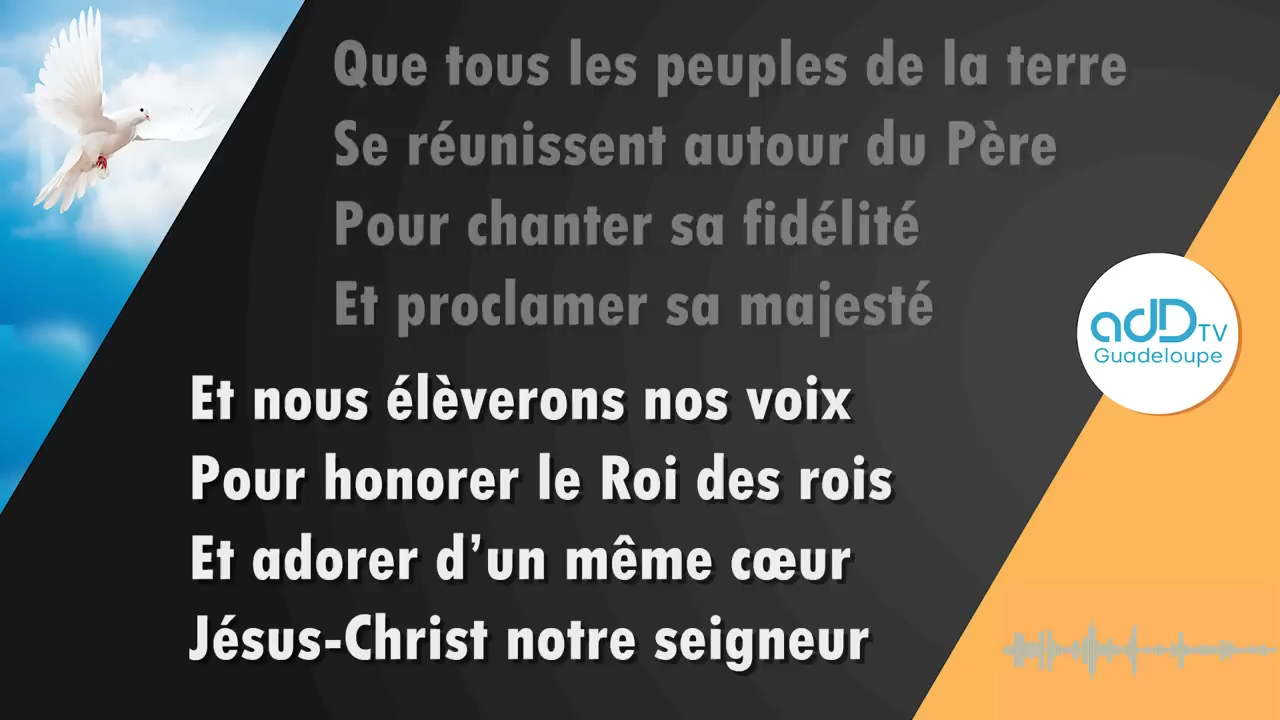 Que tous les peuples de la terre
Se réunissent autour du Père
Pour chanter sa fidélité
Et proclamer sa majesté
Et nous élèverons nos voix
Pour honorer le Roi des rois
Et adorer d’un même cœur
Jésus-Christ notre seigneur
adD TV
Guadeloupe